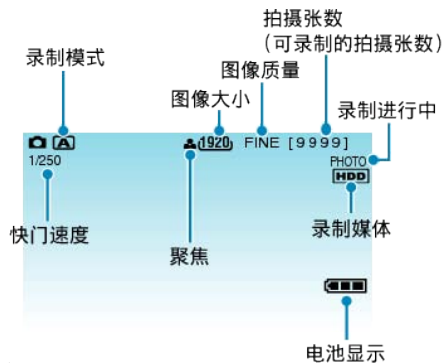 拍摄张数
（可录制的拍摄张数）
录制模式
图像质量
图像大小
录制进行中
A 1920 FINE [9999]
1/250
PHOTO
HDD
快门速度
聚焦
录制媒体
电池显示